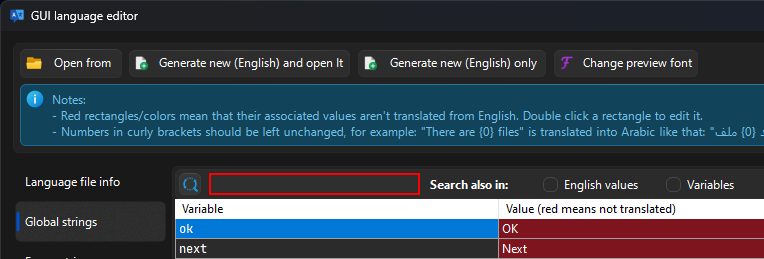 GUI language editor
Open from
Generate new (English) and open It
Generate new (English) only
Change preview font
Notes:
- Red rectangles/colors mean that their associated values aren't translated from English. Double click a rectangle to edit it.
- Numbers in curly brackets should be left unchanged, for example: "There are {0} files" is translated into Arabic like that: "ملف {0}
Language file info
Search also in:
English values
Variables
Global strings
Variable
Value (red means not translated)
ok
OK
next
Next